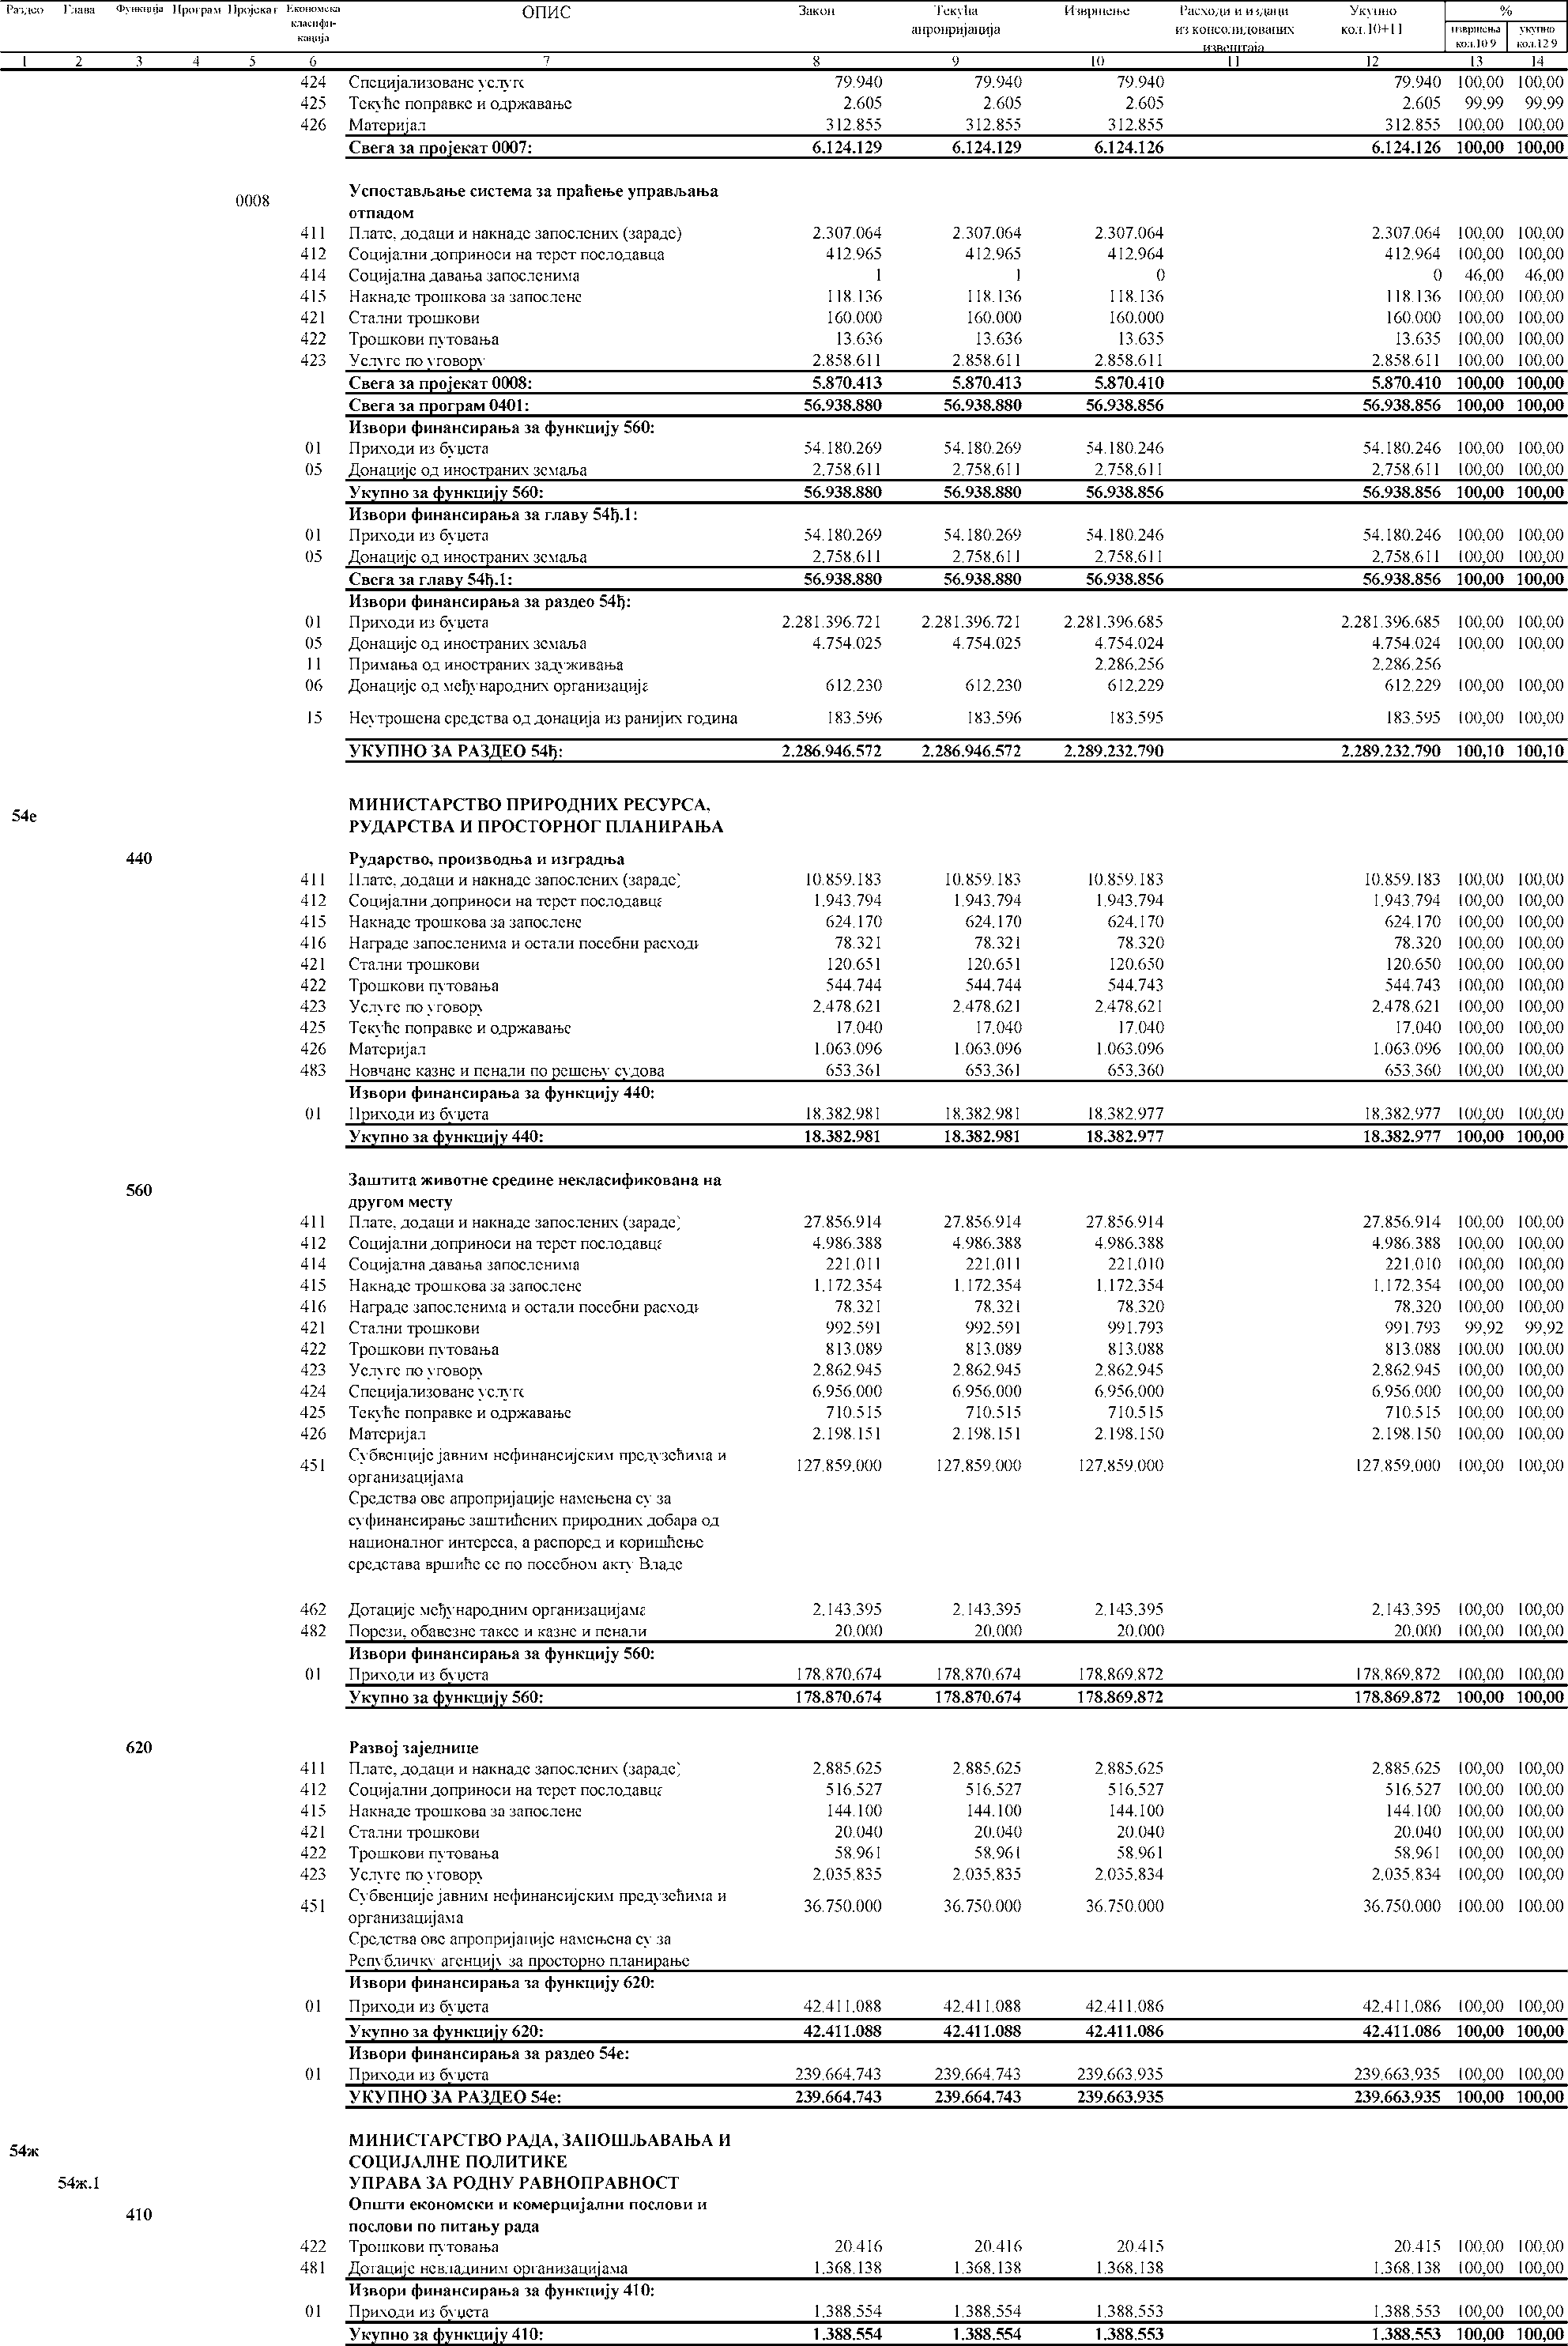 Раздео Глава Функција Програм Пројекат Економска класифи-кација ОПИС Закон Текућа апропријација Извршење Расходи и издаци из консолидованих извештаја Укупно кол.10+11 % извршења кол.10 9 укупно кол.12 9
1 2 3 4 5 6 7 8 9 10 11 12 13 14
424 Специјализоване услуге 79.940 79.940 79.940 79.940 100,00 100,00
425 Текуће поправке и одржавање 2.605 2.605 2.605 2.605 99,99 99,99
426 Материјал 312.855 312.855 312.855 312.855 100,00 100,00
Свега за пројекат 0007: 6.124.129 6.124.129 6.124.126 6.124.126 100,00 100,00
0008 Успостављање система за праћење управљања
отпадом
411 Плате, додаци и накнаде запослених (зараде) 2.307.064 2.307.064 2.307.064 2.307.064 100,00 100,00
412 Социјални доприноси на терет послодавца 412.965 412.965 412.964 412.964 100,00 100,00
414 Социјална давања запосленима 1 1 0 0 46,00 46,00
415 Накнаде трошкова за запослене 118.136 118.136 118.136 118.136 100,00 100,00
421 Стални трошкови 160.000 160.000 160.000 160.000 100,00 100,00
422 Трошкови путовања 13.636 13.636 13.635 13.635 100,00 100,00
423 Услуге по уговору 2.858.611 2.858.611 2.858.611 2.858.611 100,00 100,00
Свега за пројекат 0008: 5.870.413 5.870.413 5.870.410 5.870.410 100,00 100,00
Свега за програм 0401: 56.938.880 56.938.880 56.938.856 56.938.856 100,00 100,00
Извори финансирања за функцију 560:
01 Приходи из буџета 54.180.269 54.180.269 54.180.246 54.180.246 100,00 100,00
05 Донације од иностраних земаља 2.758.611 2.758.611 2.758.611 2.758.611 100,00 100,00
Укупно за функцију 560: 56.938.880 56.938.880 56.938.856 56.938.856 100,00 100,00
Извори финансирања за главу 54ђ.1:
01 Приходи из буџета 54.180.269 54.180.269 54.180.246 54.180.246 100,00 100,00
05 Донације од иностраних земаља 2.758.611 2.758.611 2.758.611 2.758.611 100,00 100,00
Свега за главу 54ђ.1: 56.938.880 56.938.880 56.938.856 56.938.856 100,00 100,00
Извори финансирања за раздео 54ђ:
01 Приходи из буџета 2.281.396.721 2.281.396.721 2.281.396.685 2.281.396.685 100,00 100,00
05 Донације од иностраних земаља 4.754.025 4.754.025 4.754.024 4.754.024 100,00 100,00
11 Примања од иностраних задуживања 2.286.256 2.286.256
06 Донације од међународних организација 612.230 612.230 612.229 612.229 100,00 100,00
15 Неутрошена средства од донација из ранијих година 183.596 183.596 183.595 183.595 100,00 100,00
УКУПНО ЗА РАЗДЕО 54ђ: 2.286.946.572 2.286.946.572 2.289.232.790 2.289.232.790 100,10 100,10
54е МИНИСТАРСТВО ПРИРОДНИХ РЕСУРСА,
РУДАРСТВА И ПРОСТОРНОГ ПЛАНИРАЊА
440 Рударство, производња и изградња
411 Плате, додаци и накнаде запослених (зараде) 10.859.183 10.859.183 10.859.183 10.859.183 100,00 100,00
412 Социјални доприноси на терет послодавца 1.943.794 1.943.794 1.943.794 1.943.794 100,00 100,00
415 Накнаде трошкова за запослене 624.170 624.170 624.170 624.170 100,00 100,00
416 Награде запосленима и остали посебни расходи 78.321 78.321 78.320 78.320 100,00 100,00
421 Стални трошкови 120.651 120.651 120.650 120.650 100,00 100,00
422 Трошкови путовања 544.744 544.744 544.743 544.743 100,00 100,00
423 Услуге по уговору 2.478.621 2.478.621 2.478.621 2.478.621 100,00 100,00
425 Текуће поправке и одржавање 17.040 17.040 17.040 17.040 100,00 100,00
426 Материјал 1.063.096 1.063.096 1.063.096 1.063.096 100,00 100,00
483 Новчане казне и пенали по решењу судова 653.361 653.361 653.360 653.360 100,00 100,00
Извори финансирања за функцију 440:
01 Приходи из буџета 18.382.981 18.382.981 18.382.977 18.382.977 100,00 100,00
Укупно за функцију 440: 18.382.981 18.382.981 18.382.977 18.382.977 100,00 100,00
560 Заштита животне средине некласификована на
другом месту
411 Плате, додаци и накнаде запослених (зараде) 27.856.914 27.856.914 27.856.914 27.856.914 100,00 100,00
412 Социјални доприноси на терет послодавца 4.986.388 4.986.388 4.986.388 4.986.388 100,00 100,00
414 Социјална давања запосленима 221.011 221.011 221.010 221.010 100,00 100,00
415 Накнаде трошкова за запослене 1.172.354 1.172.354 1.172.354 1.172.354 100,00 100,00
416 Награде запосленима и остали посебни расходи 78.321 78.321 78.320 78.320 100,00 100,00
421 Стални трошкови 992.591 992.591 991.793 991.793 99,92 99,92
422 Трошкови путовања 813.089 813.089 813.088 813.088 100,00 100,00
423 Услуге по уговору 2.862.945 2.862.945 2.862.945 2.862.945 100,00 100,00
424 Специјализоване услуге 6.956.000 6.956.000 6.956.000 6.956.000 100,00 100,00
425 Текуће поправке и одржавање 710.515 710.515 710.515 710.515 100,00 100,00
426 Материјал 2.198.151 2.198.151 2.198.150 2.198.150 100,00 100,00
451 Субвенције јавним нефинансијским предузећима и
организацијама 127.859.000 127.859.000 127.859.000 127.859.000 100,00 100,00
Средства ове апропријације намењена су за
суфинансирање заштићених природних добара од
националног интереса, а распоред и коришћење
средстава вршиће се по посебном акту Владе
462 Дотације међународним организацијама 2.143.395 2.143.395 2.143.395 2.143.395 100,00 100,00
482 Порези, обавезне таксе и казне и пенали 20.000 20.000 20.000 20.000 100,00 100,00
Извори финансирања за функцију 560:
01 Приходи из буџета 178.870.674 178.870.674 178.869.872 178.869.872 100,00 100,00
Укупно за функцију 560: 178.870.674 178.870.674 178.869.872 178.869.872 100,00 100,00
620 Развој заједнице
411 Плате, додаци и накнаде запослених (зараде) 2.885.625 2.885.625 2.885.625 2.885.625 100,00 100,00
412 Социјални доприноси на терет послодавца 516.527 516.527 516.527 516.527 100,00 100,00
415 Накнаде трошкова за запослене 144.100 144.100 144.100 144.100 100,00 100,00
421 Стални трошкови 20.040 20.040 20.040 20.040 100,00 100,00
422 Трошкови путовања 58.961 58.961 58.961 58.961 100,00 100,00
423 Услуге по уговору 2.035.835 2.035.835 2.035.834 2.035.834 100,00 100,00
451 Субвенције јавним нефинансијским предузећима и
организацијама 36.750.000 36.750.000 36.750.000 36.750.000 100,00 100,00
Средства ове апропријације намењена су за
Републичку агенцију за просторно планирање
Извори финансирања за функцију 620:
01 Приходи из буџета 42.411.088 42.411.088 42.411.086 42.411.086 100,00 100,00
Укупно за функцију 620: 42.411.088 42.411.088 42.411.086 42.411.086 100,00 100,00
Извори финансирања за раздео 54е:
01 Приходи из буџета 239.664.743 239.664.743 239.663.935 239.663.935 100,00 100,00
УКУПНО ЗА РАЗДЕО 54е: 239.664.743 239.664.743 239.663.935 239.663.935 100,00 100,00
54ж МИНИСТАРСТВО РАДА, ЗАПОШЉАВАЊА И
СОЦИЈАЛНЕ ПОЛИТИКЕ
54ж.1 УПРАВА ЗА РОДНУ РАВНОПРАВНОСТ
410 Општи економски и комерцијални послови и
послови по питању рада
422 Трошкови путовања 20.416 20.416 20.415 20.415 100,00 100,00
481 Дотације невладиним организацијама 1.368.138 1.368.138 1.368.138 1.368.138 100,00 100,00
Извори финансирања за функцију 410:
01 Приходи из буџета 1.388.554 1.388.554 1.388.553 1.388.553 100,00 100,00
Укупно за функцију 410: 1.388.554 1.388.554 1.388.553 1.388.553 100,00 100,00